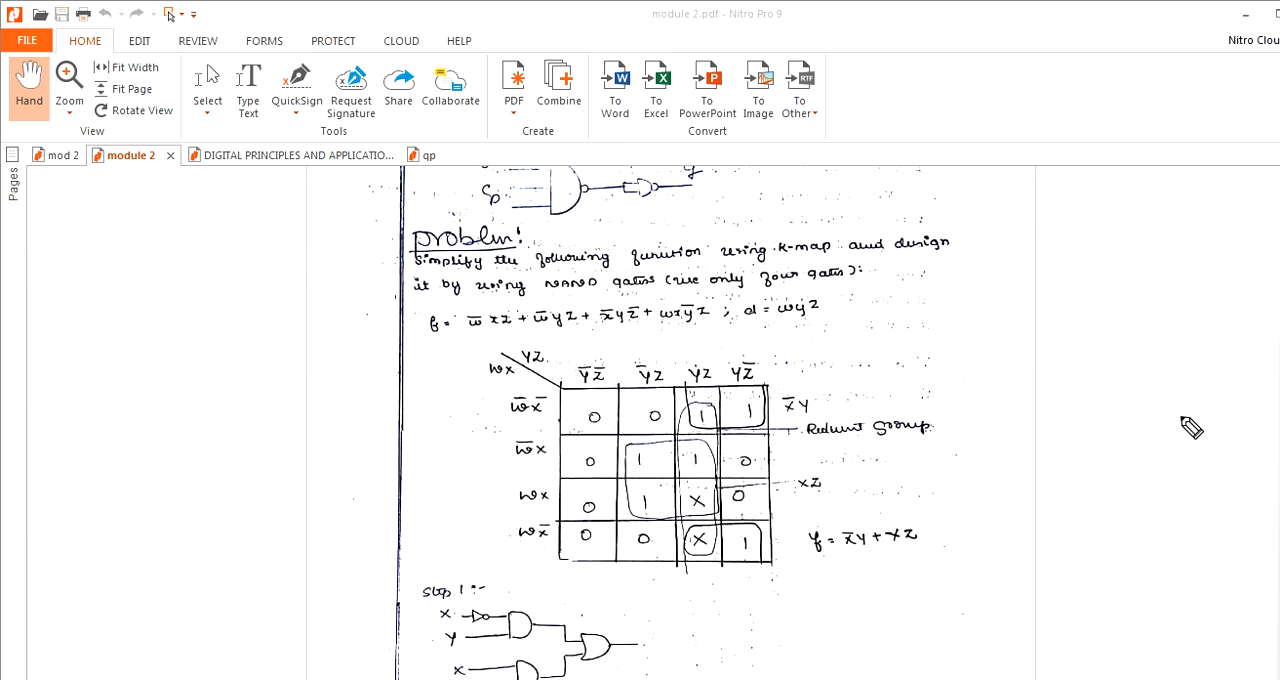 module 2.pdf - Nitro Pro 9
FILE HOME EDIT REVIEW FORMS PROTECT CLOUD HELP
Nitro Clou
Hand
Zoom
Fit Width
Fit Page
Rotate View
View
Select
Type Text
QuickSign
Request Signature
Share
Collaborate
Tools
PDF
Combine
Create
To Word
To Excel
To PowerPoint
To Image
To Other
Convert
mod 2
module 2
DIGITAL PRINCIPLES AND APPLICATIO...
qp
Pages
problem:
Simplify the following function using K-map and design
it by using NAND gates (use only four gates):
f = w̅xz + w̅yz + x̅yz̅ + wxy̅z ; d = wyz
wx YZ
y̅z̅ y̅z yz yz̅
w̅x̅ 0 0 1 1 x̅y
Redunt Group.
w̅x 0 1 1 0
xz
wx 0 1 X 0
wx̅ 0 0 X 1
f = x̅y + xz
Step 1 :-
x
y
x